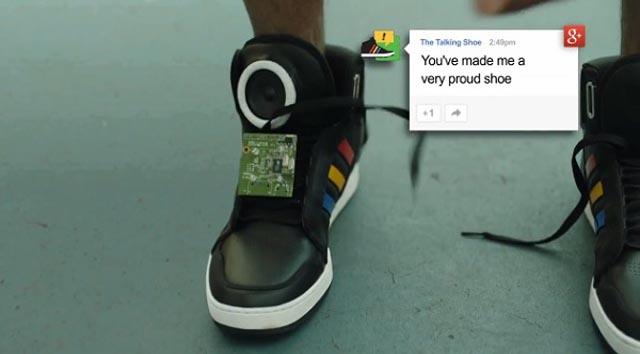 The Talking Shoe 2:49pm
g+
You've made me a
very proud shoe
+1